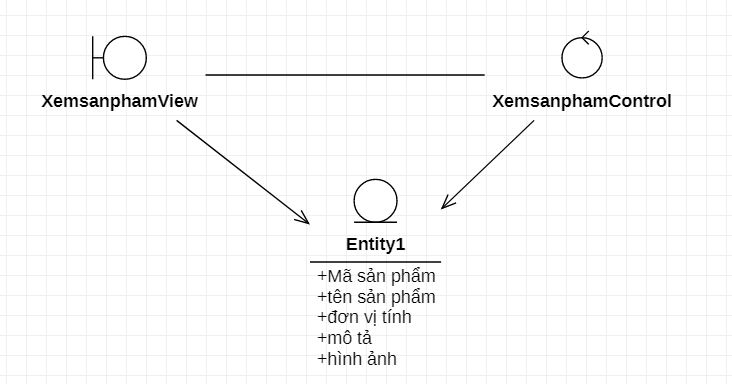 XemsanphamView
XemsanphamControl
Entity1
+Mã sản phẩm
+tên sản phẩm
+đơn vị tính
+mô tả
+hình ảnh